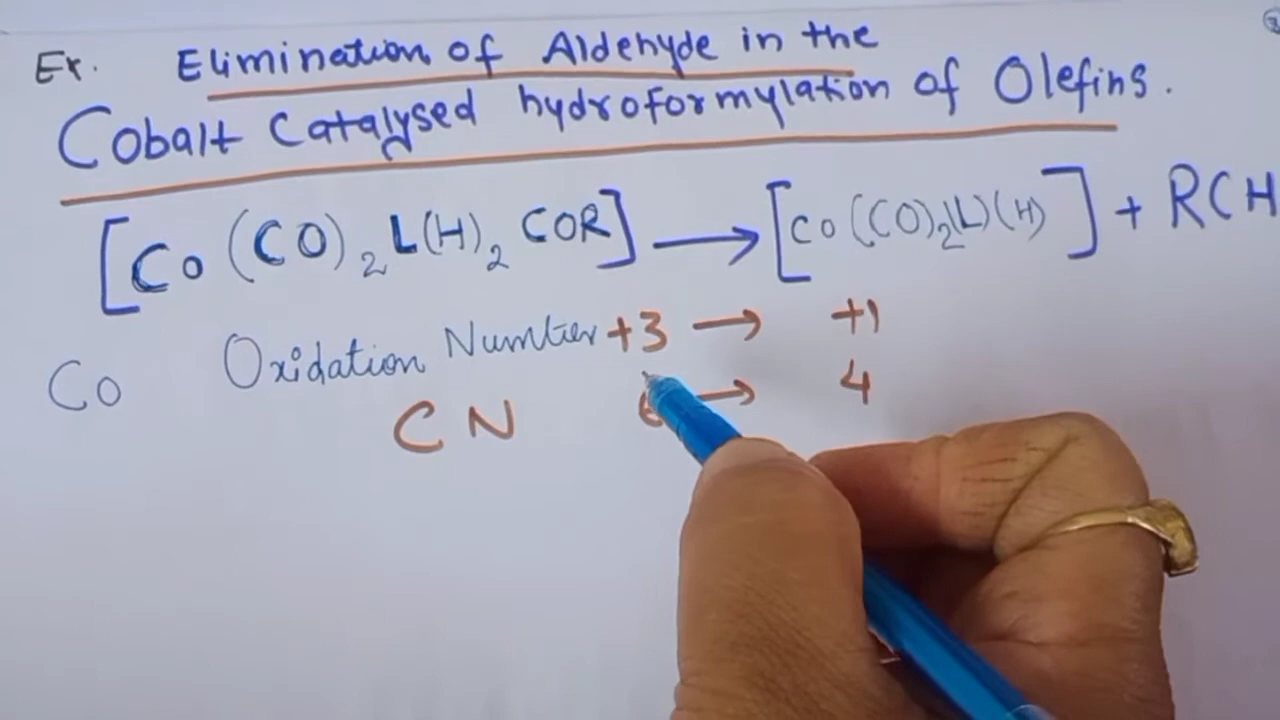 Ex. Elimination of Aldehyde in the
Cobalt Catalysed hydroformylation of Olefins.
[Co(CO)₂L(H)₂COR] → [Co(CO)₂(L)(H)] + RCH
Co Oxidation Number +3 → +1
CN → 4